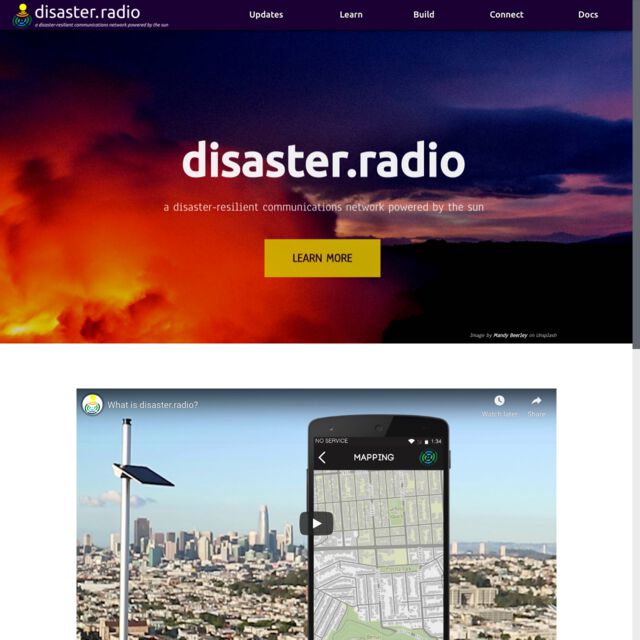 disaster.radio
a disaster-resilient communications network powered by the sun
Updates
Learn
Build
Connect
Docs
disaster.radio
a disaster-resilient communications network powered by the sun
LEARN MORE
Image by Mandy Beerley on Unsplash
What is disaster.radio?
Watch later
Share
NO SERVICE
1:34
MAPPING